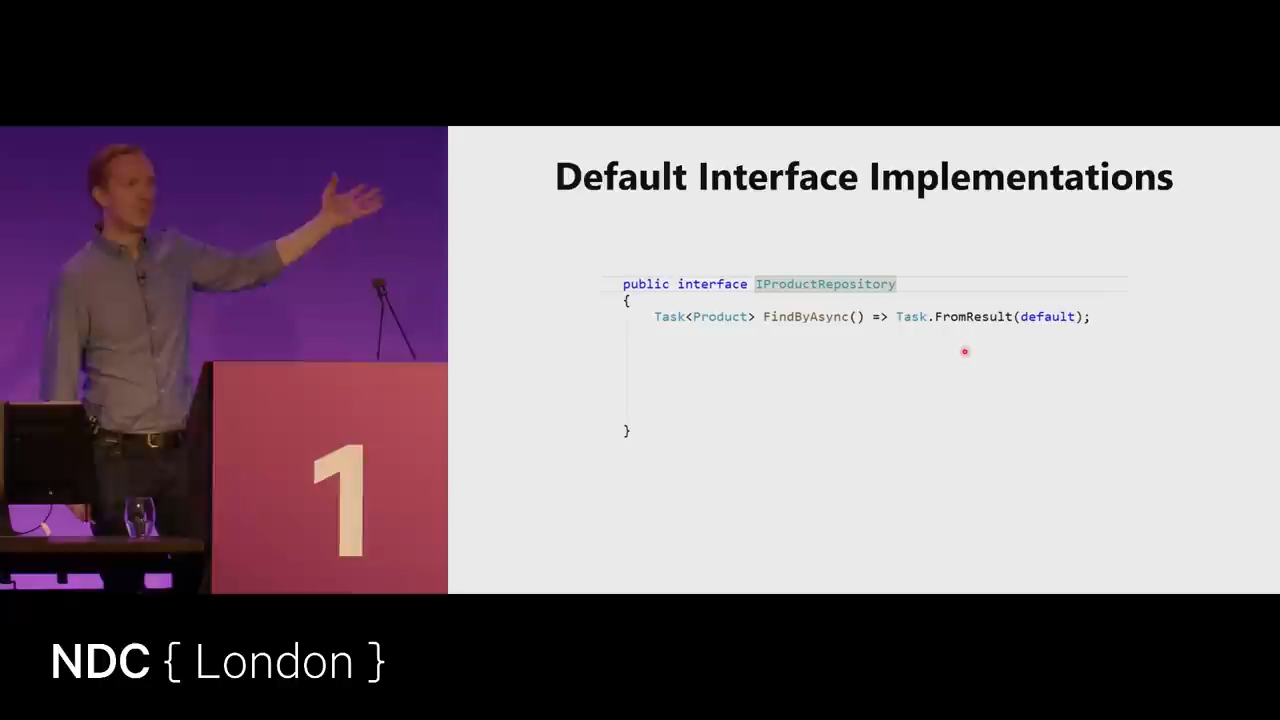 Default Interface Implementations
public interface IProductRepository
{
Task<Product> FindByAsync() => Task.FromResult(default);
}
1
NDC { London }